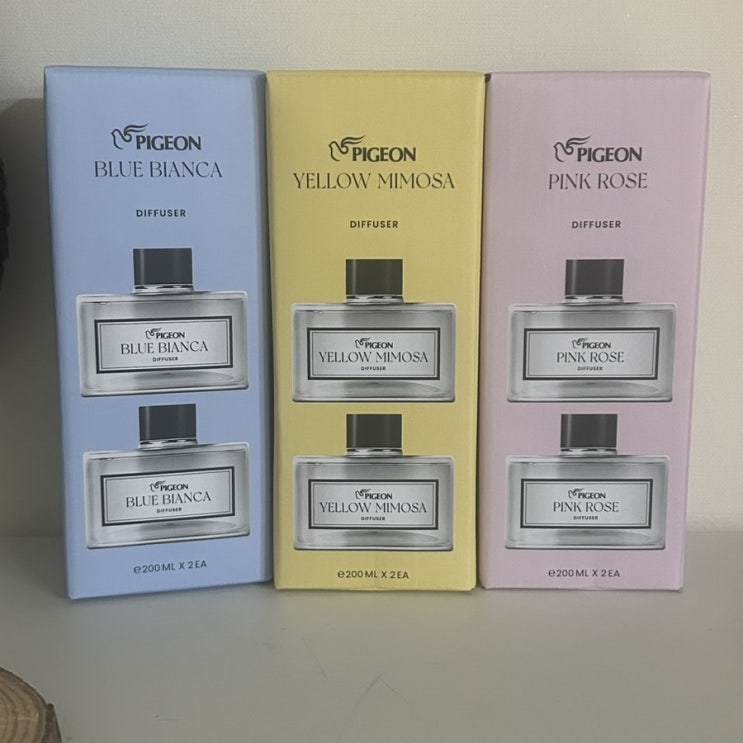 PIGEON
BLUE BIANCA
DIFFUSER
PIGEON
BLUE BIANCA
DIFFUSER
PIGEON
BLUE BIANCA
DIFFUSER
℮200 ML X 2 EA
PIGEON
YELLOW MIMOSA
DIFFUSER
PIGEON
YELLOW MIMOSA
DIFFUSER
PIGEON
YELLOW MIMOSA
DIFFUSER
℮200 ML X 2 EA
PIGEON
PINK ROSE
DIFFUSER
PIGEON
PINK ROSE
DIFFUSER
PIGEON
PINK ROSE
DIFFUSER
℮200 ML X 2 EA